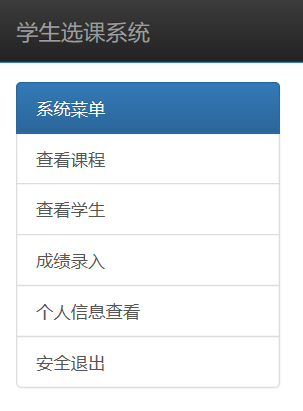 学生选课系统
系统菜单
查看课程
查看学生
成绩录入
个人信息查看
安全退出